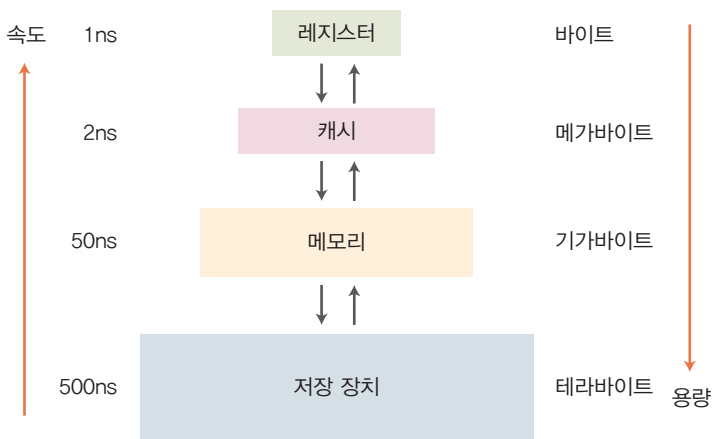 속도 1ns 레지스터 바이트
2ns 캐시 메가바이트
50ns 메모리 기가바이트
500ns 저장 장치 테라바이트 용량